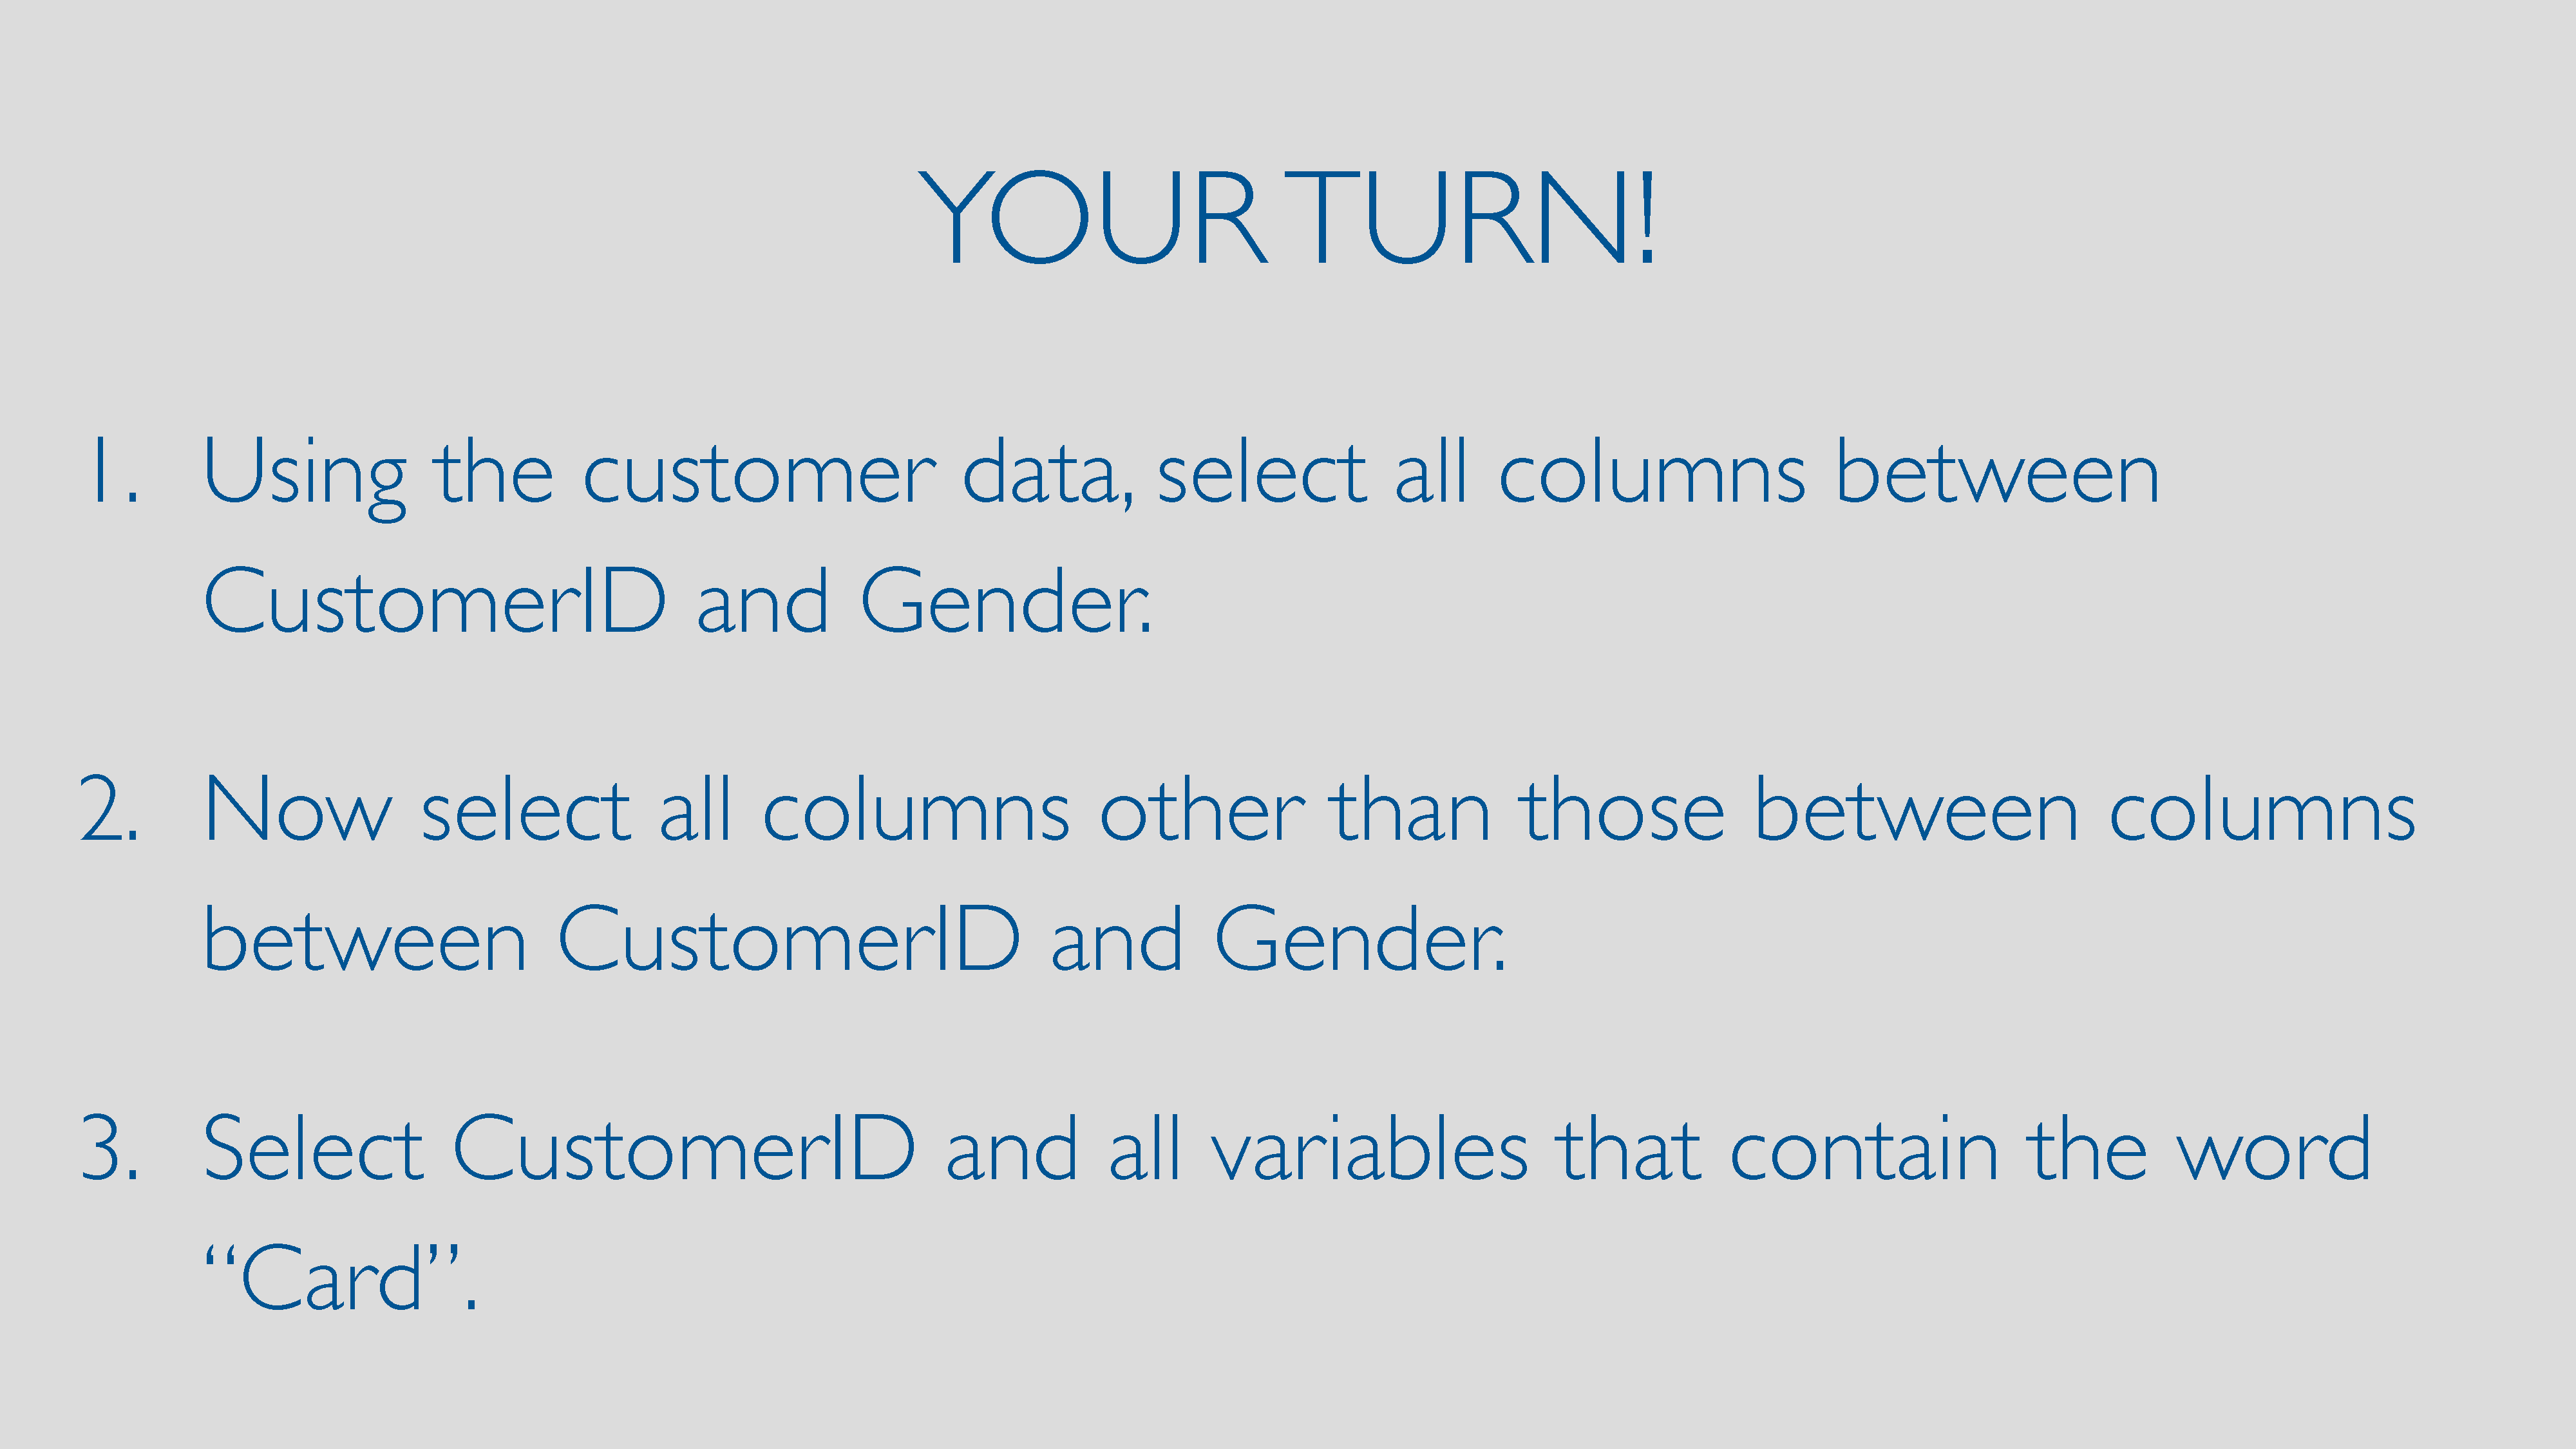 YOUR TURN!
1. Using the customer data, select all columns between
CustomerID and Gender.
2. Now select all columns other than those between columns
between CustomerID and Gender.
3. Select CustomerID and all variables that contain the word
“Card”.